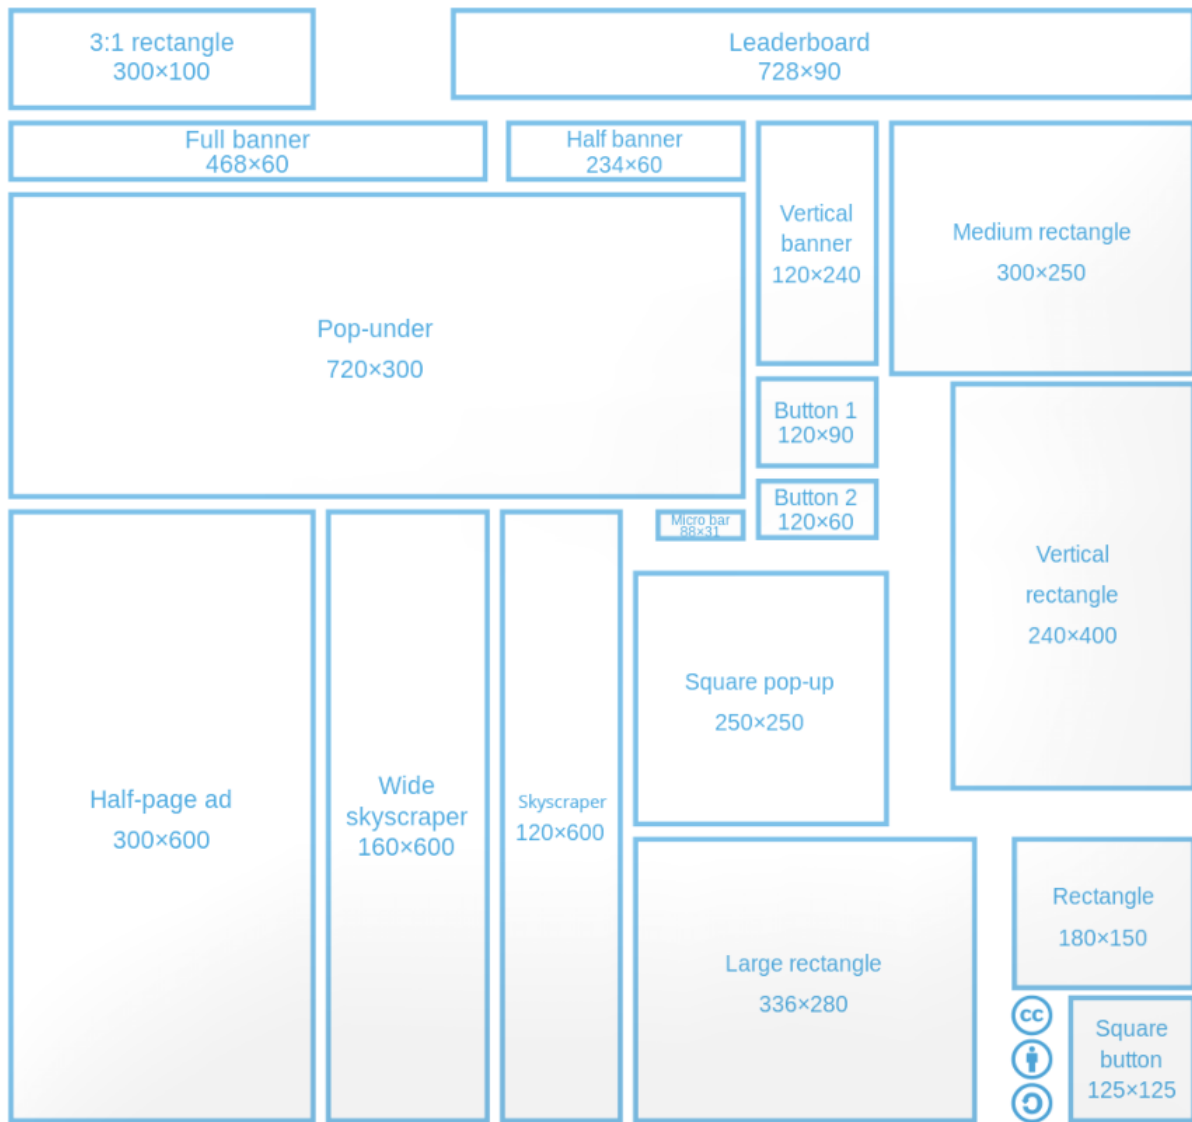 3:1 rectangle
300×100
Leaderboard
728×90
Full banner
468×60
Half banner
234×60
Vertical
banner
120×240
Medium rectangle
300×250
Pop-under
720×300
Button 1
120×90
Button 2
120×60
Micro bar
88×31
Vertical
rectangle
240×400
Square pop-up
250×250
Half-page ad
300×600
Wide
skyscraper
160×600
Skyscraper
120×600
Large rectangle
336×280
Rectangle
180×150
cc
Square
button
125×125